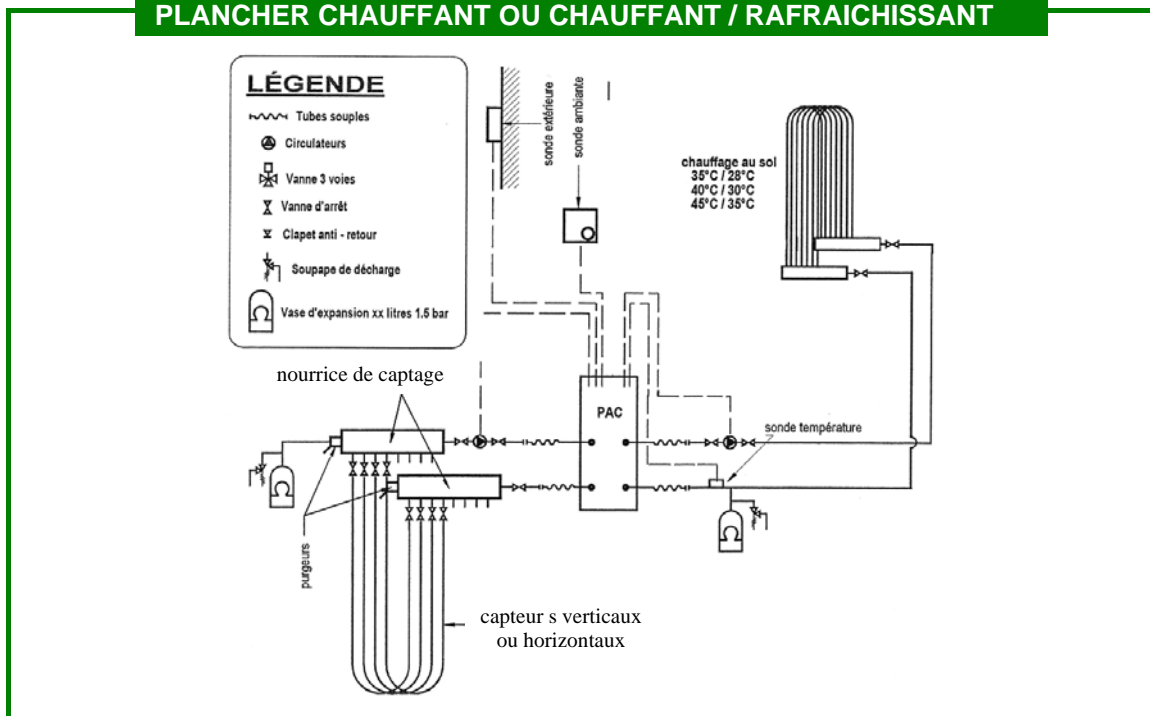 PLANCHER CHAUFFANT OU CHAUFFANT / RAFRAICHISSANT
LÉGENDE
Tubes souples
Circulateurs
Vanne 3 voies
Vanne d'arrêt
Clapet anti - retour
Soupape de décharge
Vase d'expansion xx litres 1.5 bar
sonde extérieure
sonde ambiante
chauffage au sol
35°C / 28°C
40°C / 30°C
45°C / 35°C
nourrice de captage
PAC
sonde température
purgeurs
capteur s verticaux
ou horizontaux